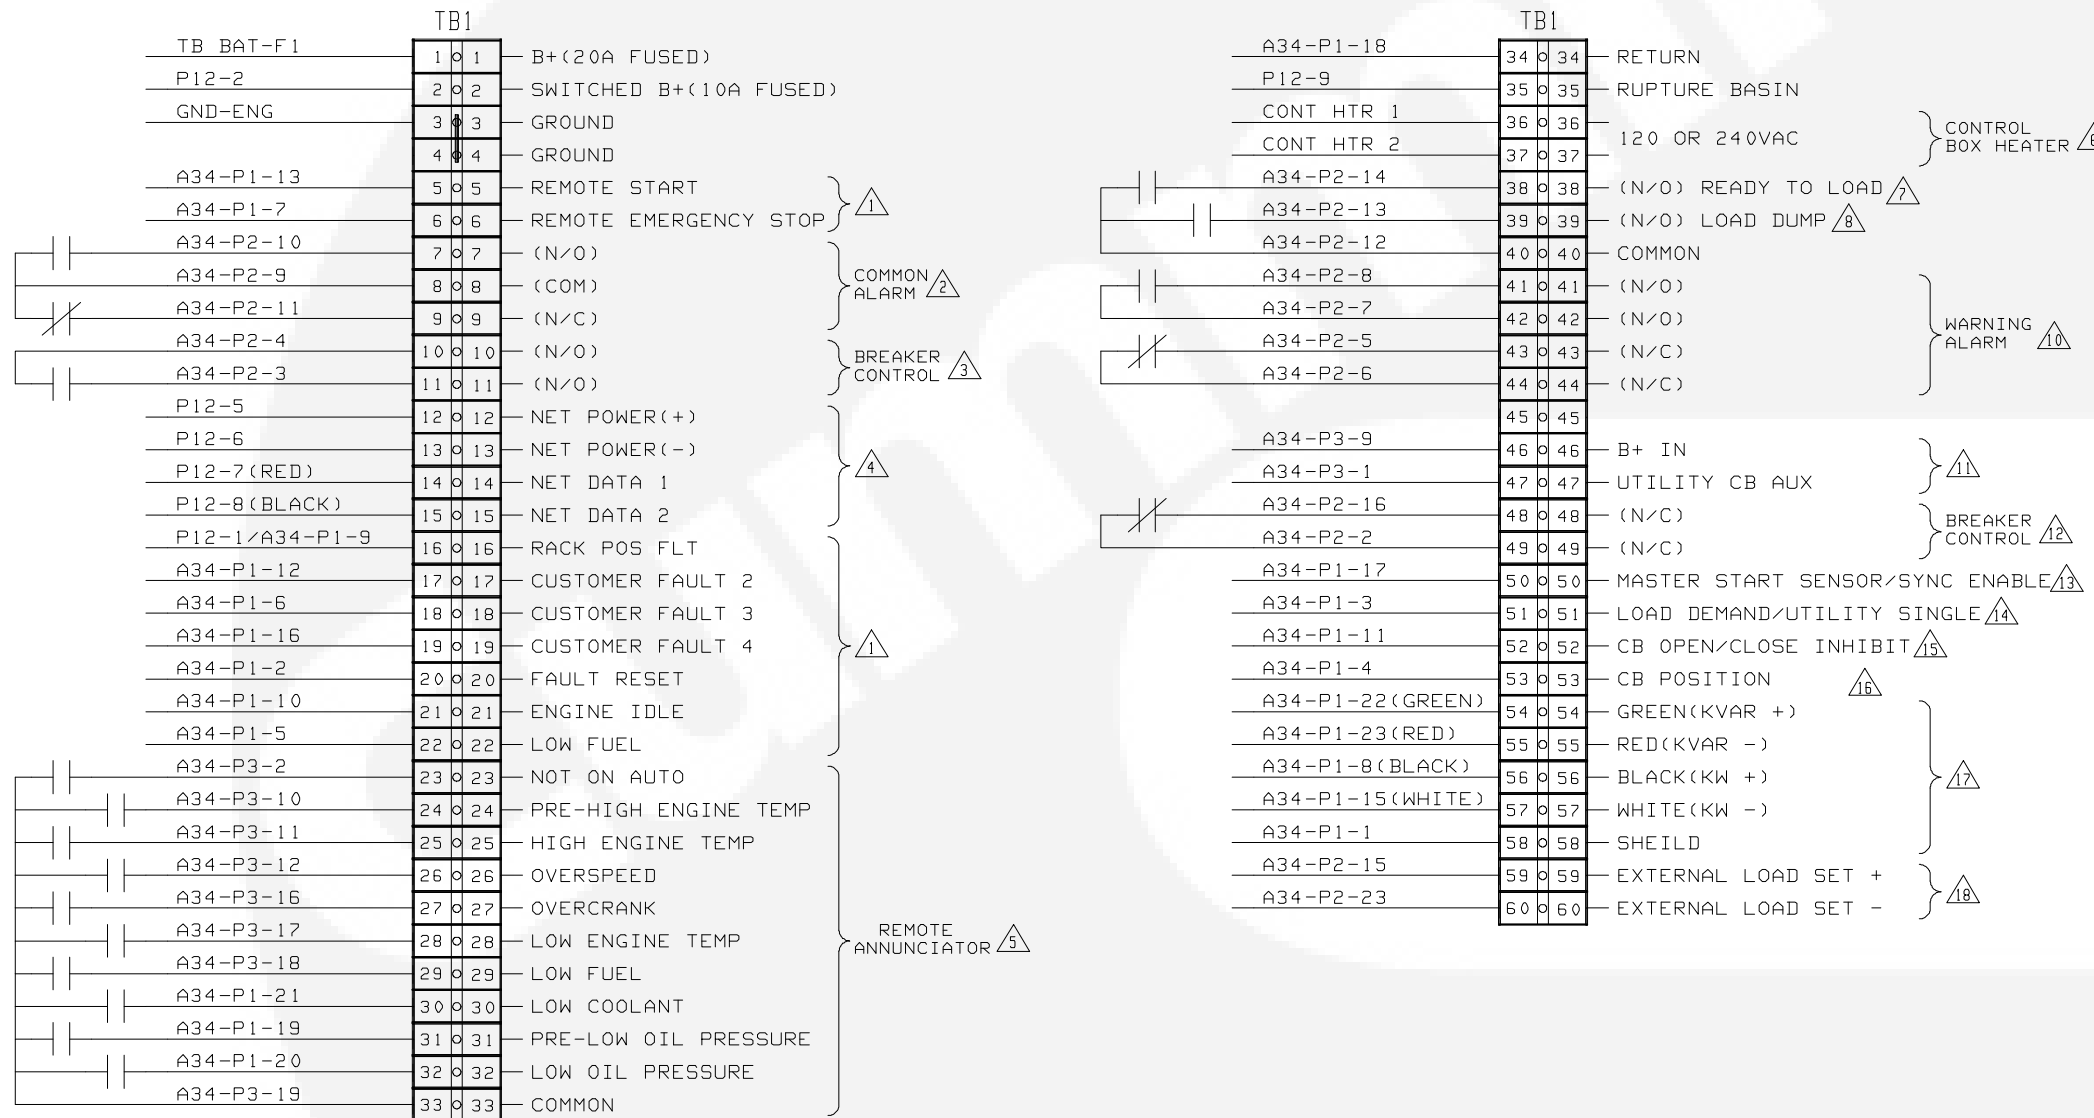 TB1
TB BAT-F1 1 1 B+(20A FUSED)
P12-2 2 2 SWITCHED B+(10A FUSED)
GND-ENG 3 3 GROUND
4 4 GROUND
A34-P1-13 5 5 REMOTE START
1
A34-P1-7 6 6 REMOTE EMERGENCY STOP
A34-P2-10 7 7 (N/O)
A34-P2-9 8 8 (COM)
COMMON
ALARM 2
A34-P2-11 9 9 (N/C)
A34-P2-4 10 10 (N/O)
BREAKER
CONTROL 3
A34-P2-3 11 11 (N/O)
P12-5 12 12 NET POWER(+)
P12-6 13 13 NET POWER(-)
4
P12-7(RED) 14 14 NET DATA 1
P12-8(BLACK) 15 15 NET DATA 2
P12-1/A34-P1-9 16 16 RACK POS FLT
A34-P1-12 17 17 CUSTOMER FAULT 2
A34-P1-6 18 18 CUSTOMER FAULT 3
A34-P1-16 19 19 CUSTOMER FAULT 4
1
A34-P1-2 20 20 FAULT RESET
A34-P1-10 21 21 ENGINE IDLE
A34-P1-5 22 22 LOW FUEL
A34-P3-2 23 23 NOT ON AUTO
A34-P3-10 24 24 PRE-HIGH ENGINE TEMP
A34-P3-11 25 25 HIGH ENGINE TEMP
A34-P3-12 26 26 OVERSPEED
A34-P3-16 27 27 OVERCRANK
A34-P3-17 28 28 LOW ENGINE TEMP
REMOTE
ANNUNCIATOR 5
A34-P3-18 29 29 LOW FUEL
A34-P1-21 30 30 LOW COOLANT
A34-P1-19 31 31 PRE-LOW OIL PRESSURE
A34-P1-20 32 32 LOW OIL PRESSURE
A34-P3-19 33 33 COMMON
TB1
A34-P1-18 34 34 RETURN
P12-9 35 35 RUPTURE BASIN
CONT HTR 1 36 36
120 OR 240VAC
CONTROL
BOX HEATER 6
CONT HTR 2 37 37
A34-P2-14 38 38 (N/O) READY TO LOAD 7
A34-P2-13 39 39 (N/O) LOAD DUMP 8
A34-P2-12 40 40 COMMON
A34-P2-8 41 41 (N/O)
A34-P2-7 42 42 (N/O)
WARNING
ALARM 10
A34-P2-5 43 43 (N/C)
A34-P2-6 44 44 (N/C)
45 45
A34-P3-9 46 46 B+ IN
11
A34-P3-1 47 47 UTILITY CB AUX
A34-P2-16 48 48 (N/C)
BREAKER
CONTROL 12
A34-P2-2 49 49 (N/C)
A34-P1-17 50 50 MASTER START SENSOR/SYNC ENABLE 13
A34-P1-3 51 51 LOAD DEMAND/UTILITY SINGLE 14
A34-P1-11 52 52 CB OPEN/CLOSE INHIBIT 15
A34-P1-4 53 53 CB POSITION 16
A34-P1-22(GREEN) 54 54 GREEN(KVAR +)
A34-P1-23(RED) 55 55 RED(KVAR -)
A34-P1-8(BLACK) 56 56 BLACK(KW +)
17
A34-P1-15(WHITE) 57 57 WHITE(KW -)
A34-P1-1 58 58 SHEILD
A34-P2-15 59 59 EXTERNAL LOAD SET +
18
A34-P2-23 60 60 EXTERNAL LOAD SET -